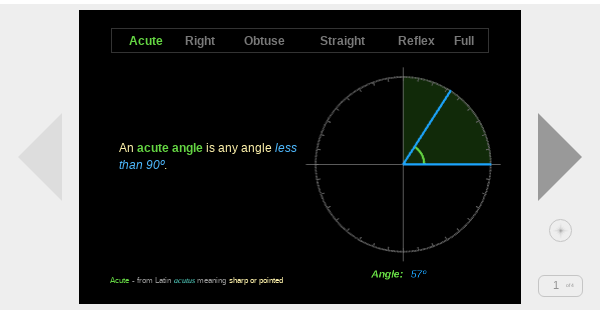 Acute Right Obtuse Straight Reflex Full
An acute angle is any angle less
than 90º.
Angle: 57º
Acute - from Latin acutus meaning sharp or pointed
1